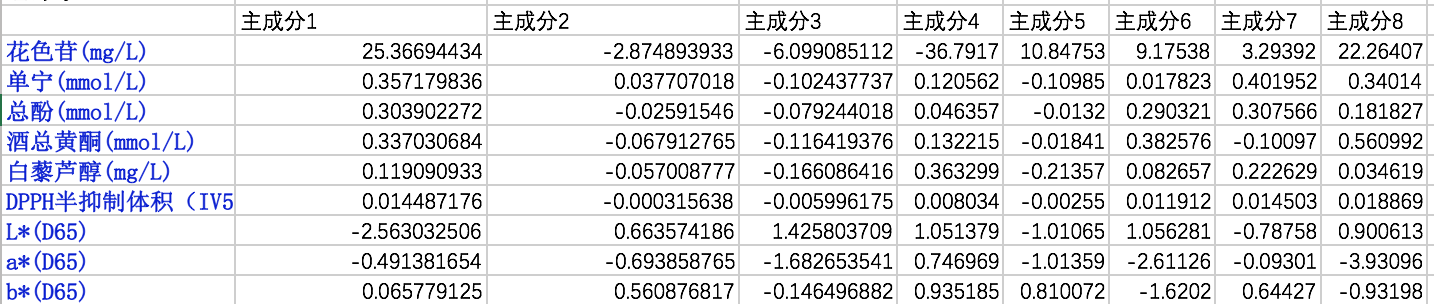 主成分1 主成分2 主成分3 主成分4 主成分5 主成分6 主成分7 主成分8
花色苷(mg/L) 25.36694434 -2.874893933 -6.099085112 -36.7917 10.84753 9.17538 3.29392 22.26407
单宁(mmol/L) 0.357179836 0.037707018 -0.102437737 0.120562 -0.10985 0.017823 0.401952 0.34014
总酚(mmol/L) 0.303902272 -0.02591546 -0.079244018 0.046357 -0.0132 0.290321 0.307566 0.181827
酒总黄酮(mmol/L) 0.337030684 -0.067912765 -0.116419376 0.132215 -0.01841 0.382576 -0.10097 0.560992
白藜芦醇(mg/L) 0.119090933 -0.057008777 -0.166086416 0.363299 -0.21357 0.082657 0.222629 0.034619
DPPH半抑制体积（IV5 0.014487176 -0.000315638 -0.005996175 0.008034 -0.00255 0.011912 0.014503 0.018869
L*(D65) -2.563032506 0.663574186 1.425803709 1.051379 -1.01065 1.056281 -0.78758 0.900613
a*(D65) -0.491381654 -0.693858765 -1.682653541 0.746969 -1.01359 -2.61126 -0.09301 -3.93096
b*(D65) 0.065779125 0.560876817 -0.146496882 0.935185 0.810072 -1.6202 0.64427 -0.93198